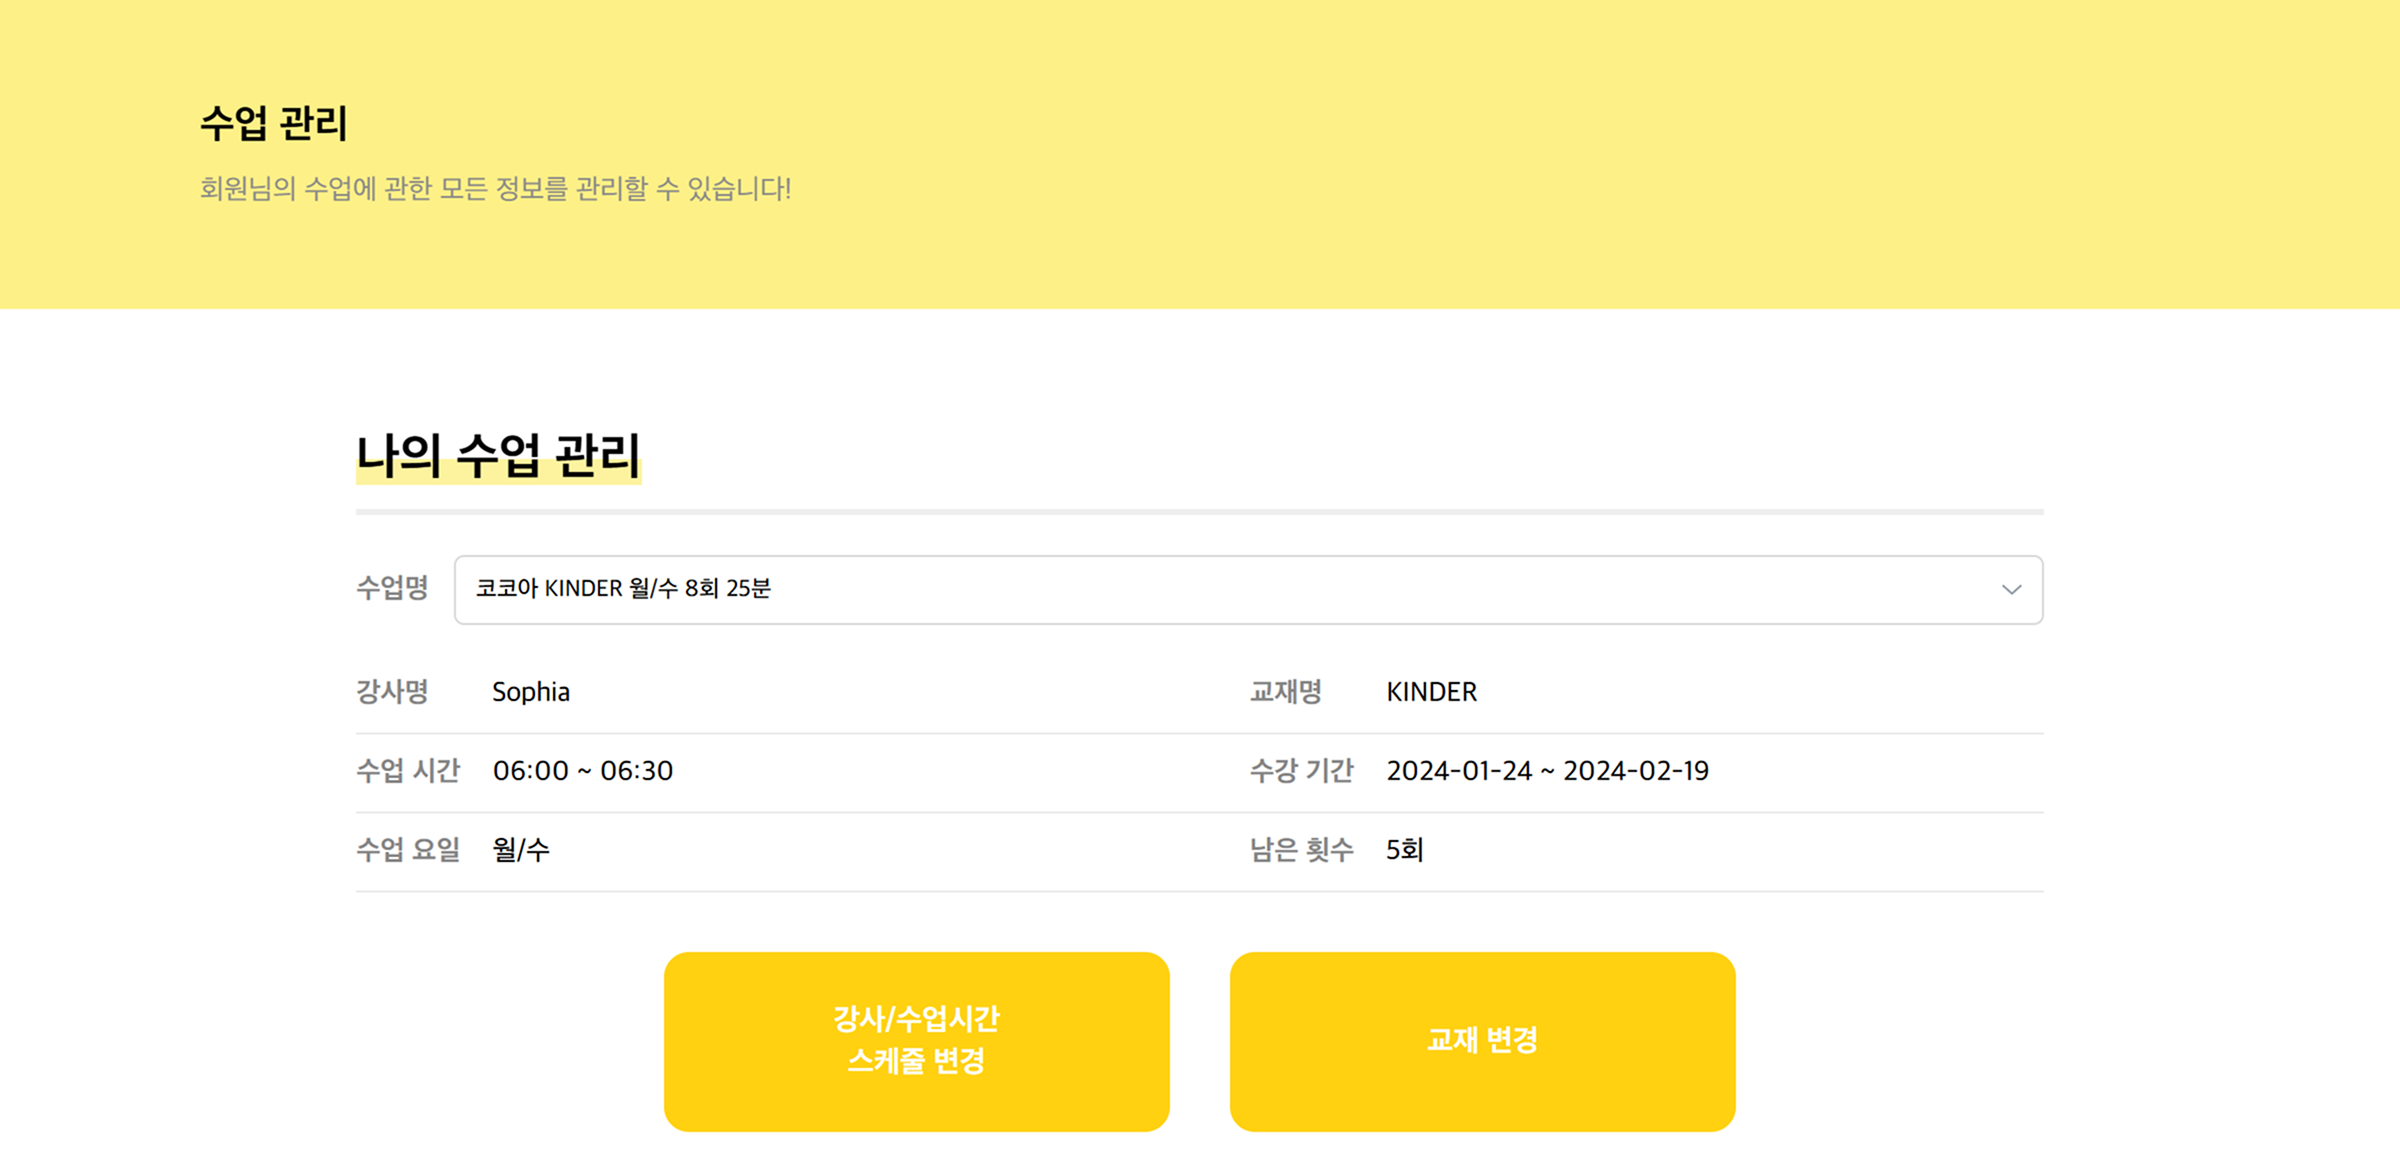 수업 관리
회원님의 수업에 관한 모든 정보를 관리할 수 있습니다!
나의 수업 관리
수업명 코코아 KINDER 월/수 8회 25분
강사명 Sophia 교재명 KINDER
수업 시간 06:00 ~ 06:30 수강 기간 2024-01-24 ~ 2024-02-19
수업 요일 월/수 남은 횟수 5회
강사/수업시간
스케줄 변경
교재 변경